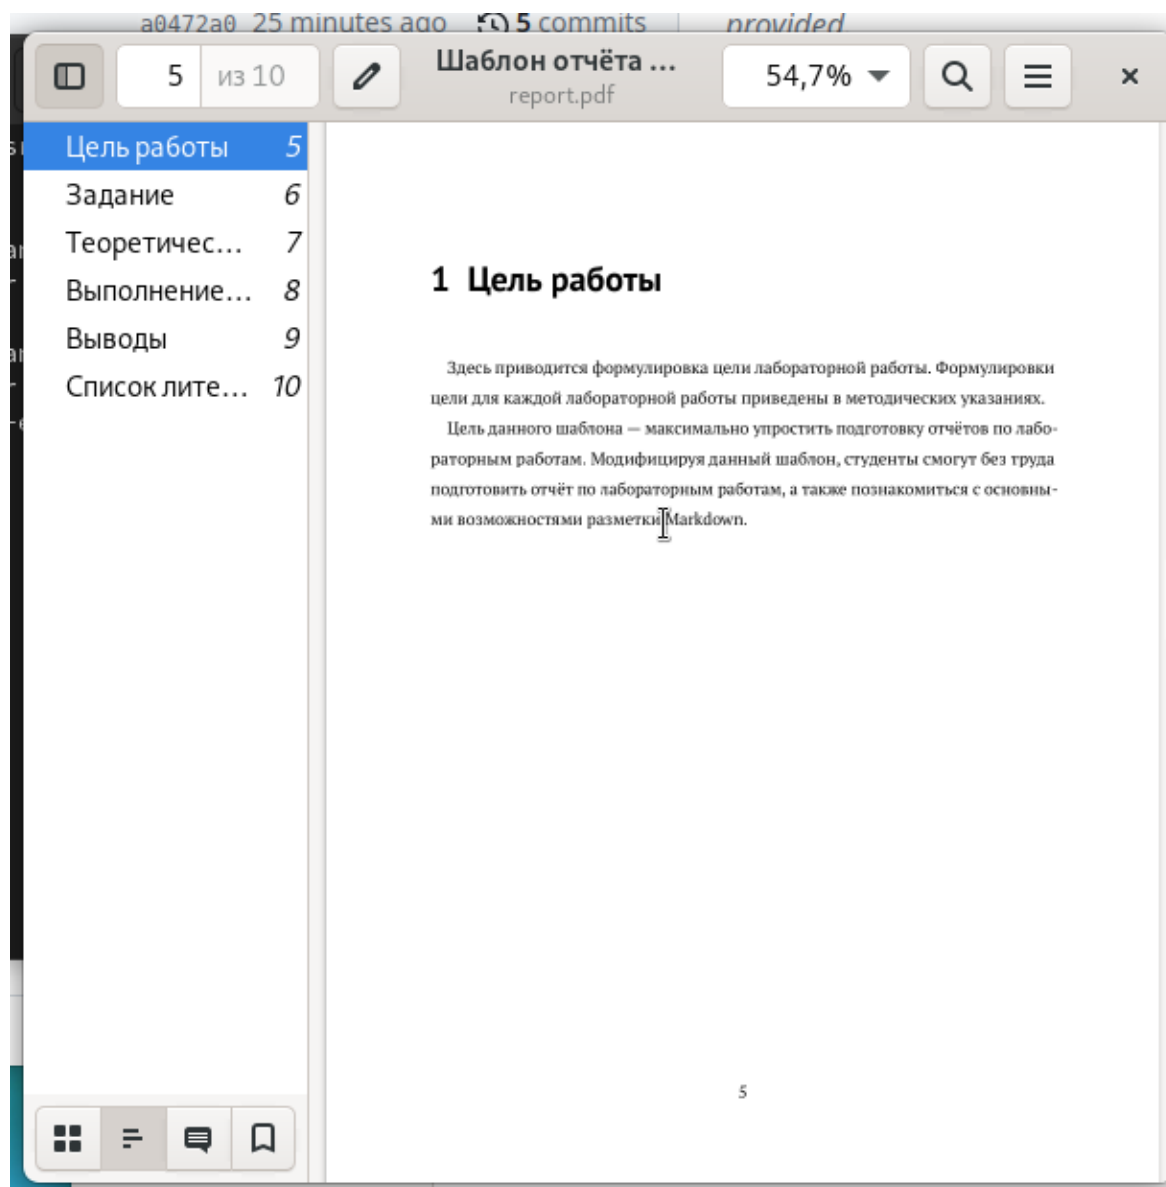 a0472a0 25 minutes ago 5 commits provided
5 из 10 Шаблон отчёта ... 54,7%
report.pdf
Цель работы 5
Задание 6
Теоретичес... 7
Выполнение... 8
Выводы 9
Список лите... 10
1 Цель работы
Здесь приводится формулировка цели лабораторной работы. Формулировки
цели для каждой лабораторной работы приведены в методических указаниях.
Цель данного шаблона — максимально упростить подготовку отчётов по лабо-
раторным работам. Модифицируя данный шаблон, студенты смогут без труда
подготовить отчёт по лабораторным работам, а также познакомиться с основны-
ми возможностями разметки Markdown.
5